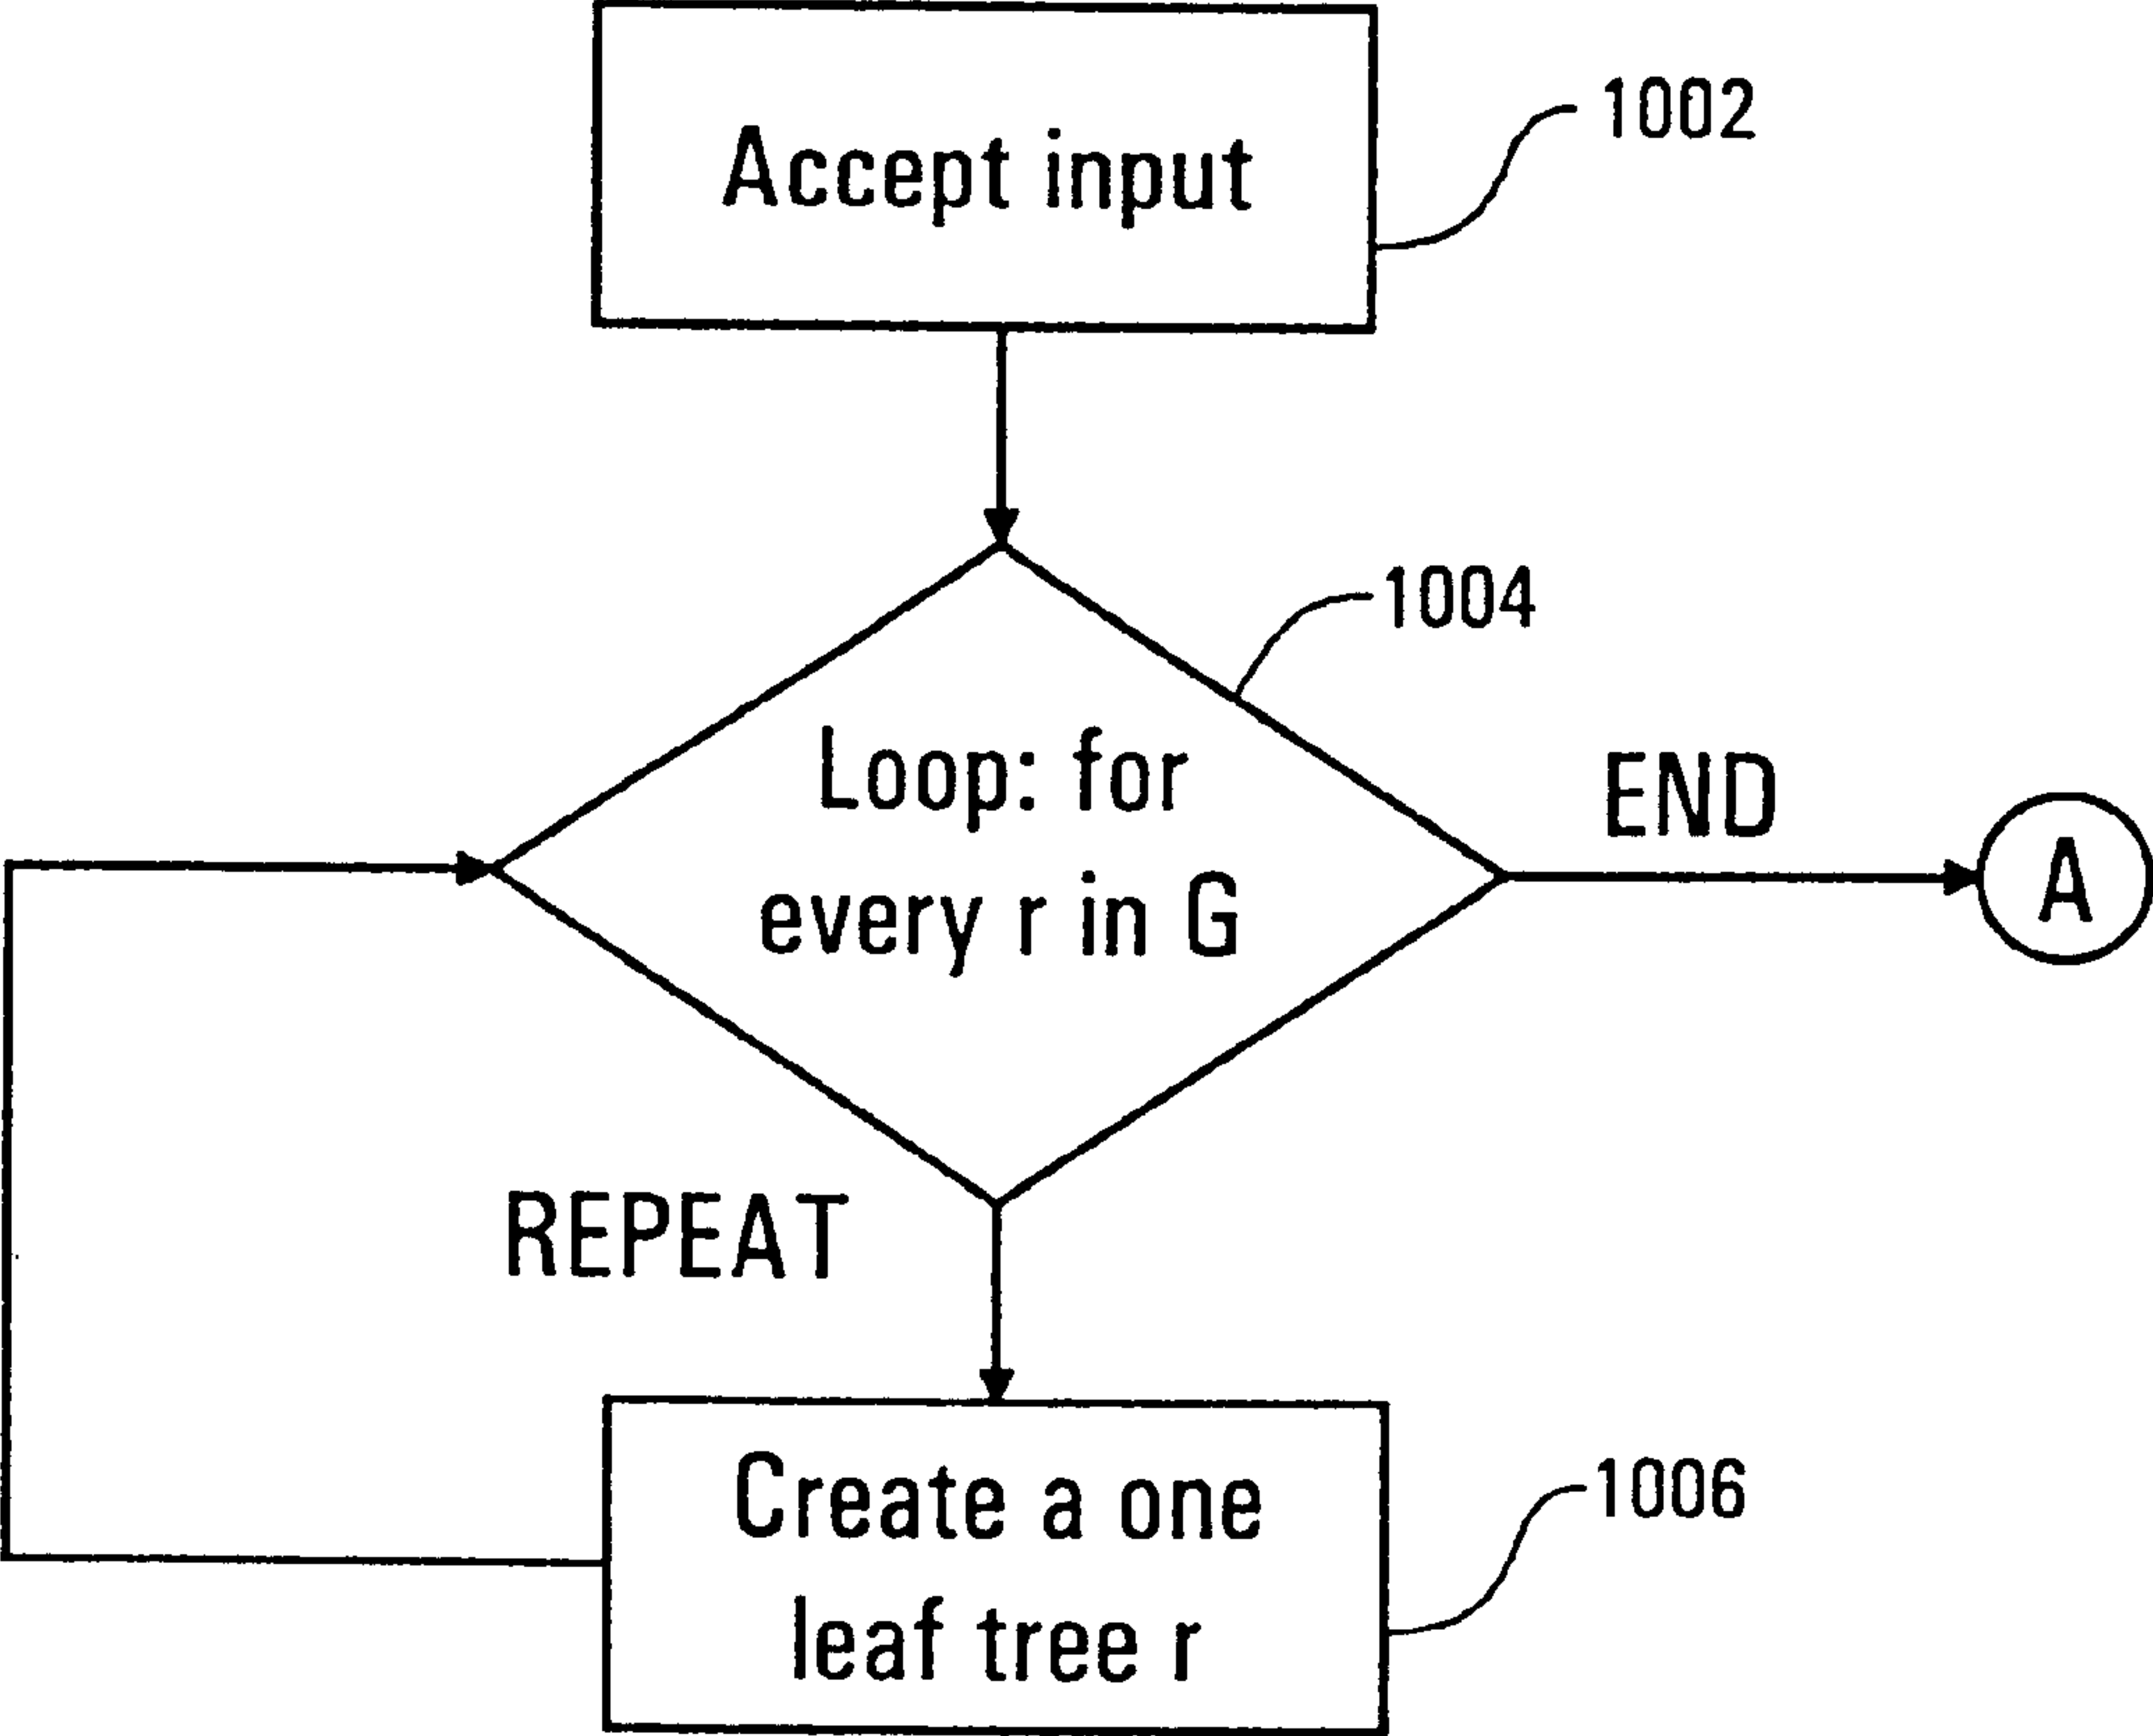 Accept input
1002
1004
Loop: for
every r in G
END
A
REPEAT
Create a one
leaf tree r
1006